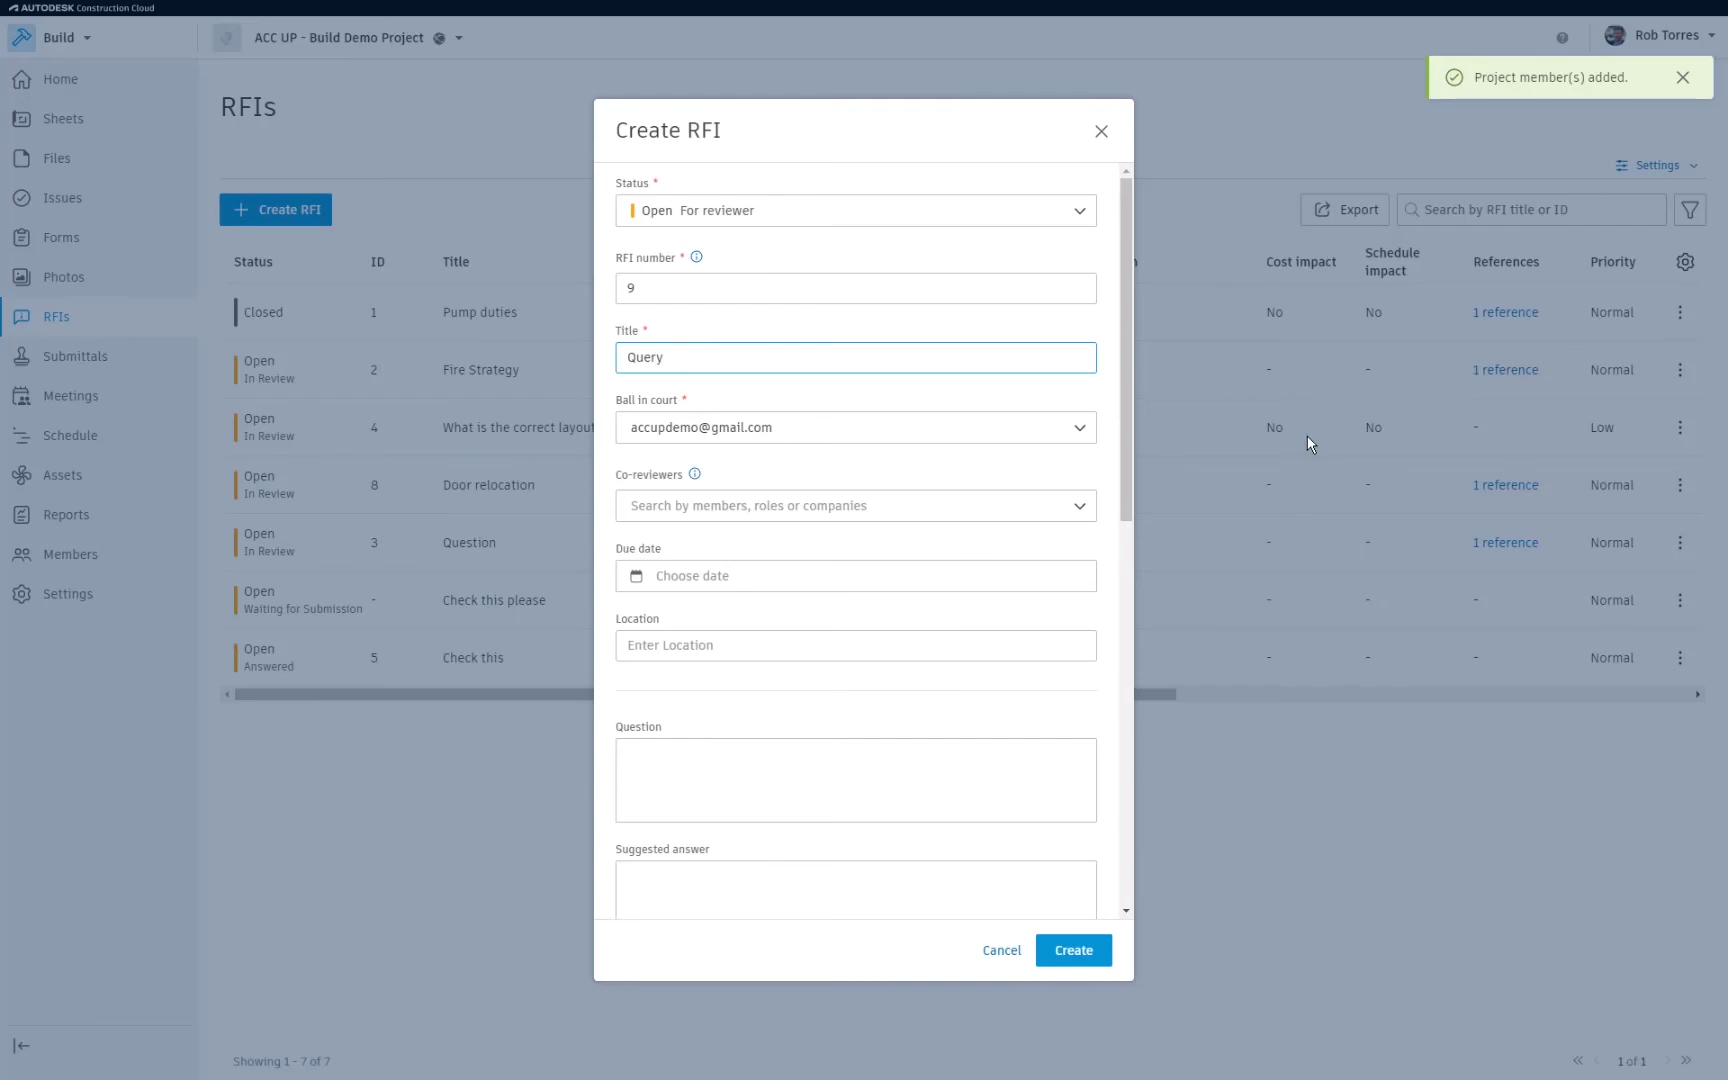 AUTODESK Construction Cloud
Build
ACC UP - Build Demo Project
Rob Torres
Project member(s) added.
Home
Sheets
Files
Issues
Forms
Photos
RFIs
Submittals
Meetings
Schedule
Assets
Reports
Members
Settings
RFIs
Settings
Create RFI
Export
Search by RFI title or ID
Status
ID
Title
Cost impact
Schedule
impact
References
Priority
Closed
1
Pump duties
No
No
1 reference
Normal
Open
In Review
2
Fire Strategy
-
-
1 reference
Normal
Open
In Review
4
What is the correct layout
No
No
-
Low
Open
In Review
8
Door relocation
-
-
1 reference
Normal
Open
In Review
3
Question
-
-
1 reference
Normal
Open
Waiting for Submission
-
Check this please
-
-
-
Normal
Open
Answered
5
Check this
-
-
-
Normal
Showing 1 - 7 of 7
1 of 1
Create RFI
Status *
Open For reviewer
RFI number *
9
Title *
Query
Ball in court *
accupdemo@gmail.com
Co-reviewers
Search by members, roles or companies
Due date
Choose date
Location
Enter Location
Question
Suggested answer
Cancel
Create